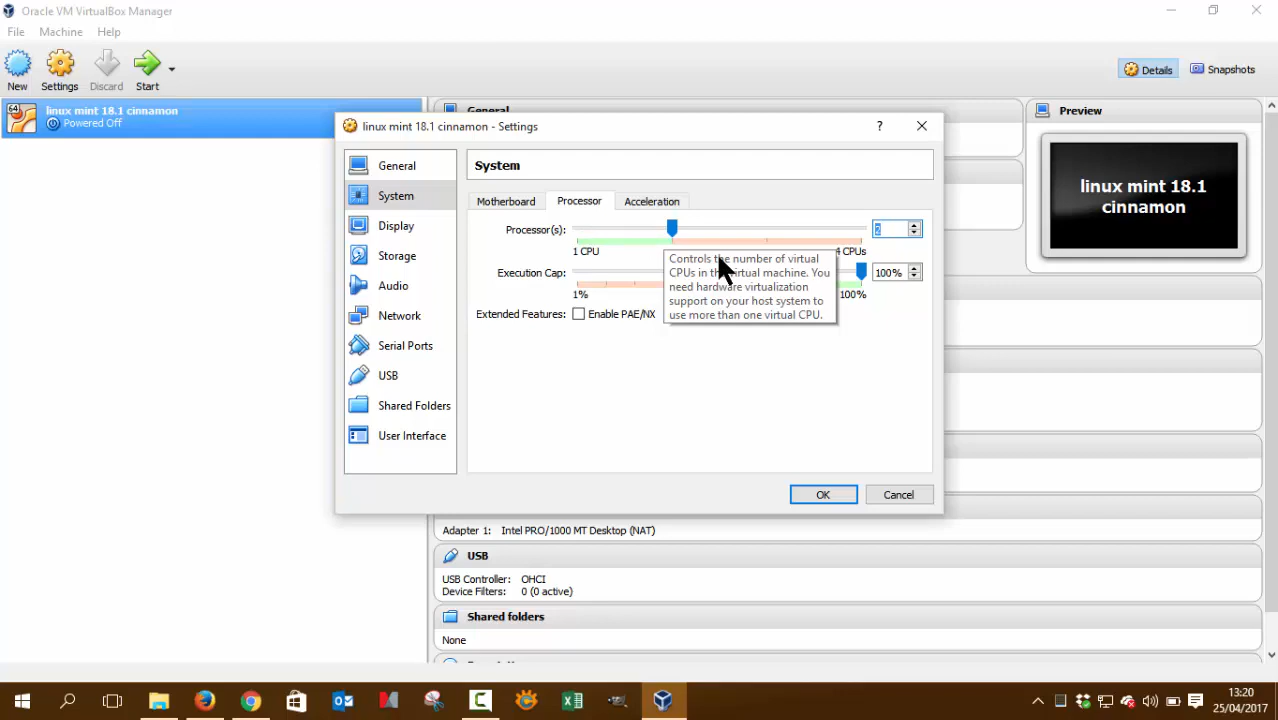 Oracle VM VirtualBox Manager
File Machine Help
New Settings Discard Start
Details Snapshots
64
linux mint 18.1 cinnamon
Powered Off
General
Preview
linux mint 18.1
cinnamon
linux mint 18.1 cinnamon - Settings
?
General
System
Display
Storage
Audio
Network
Serial Ports
USB
Shared Folders
User Interface
System
Motherboard Processor Acceleration
Processor(s): 2
1 CPU 4 CPUs
Execution Cap: 100%
1% 100%
Extended Features: Enable PAE/NX
Controls the number of virtual
CPUs in the virtual machine. You
need hardware virtualization
support on your host system to
use more than one virtual CPU.
OK Cancel
Adapter 1: Intel PRO/1000 MT Desktop (NAT)
USB
USB Controller: OHCI
Device Filters: 0 (0 active)
Shared folders
None
13:20
25/04/2017